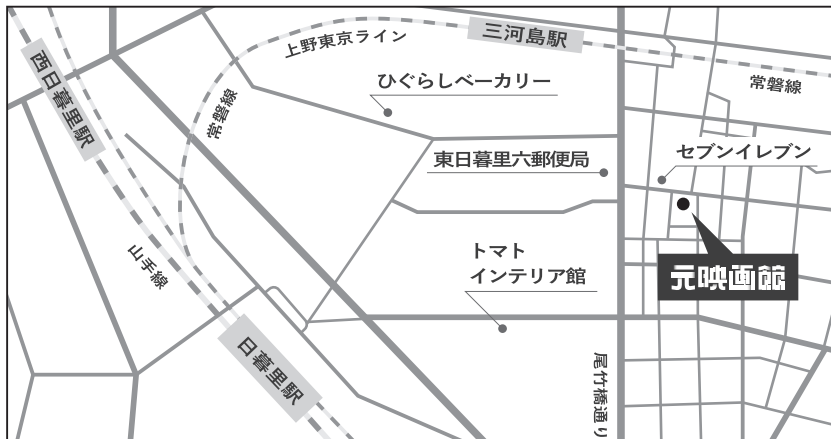 上野東京ライン
三河島駅
西日暮里駅
常磐線
ひぐらしベーカリー
常磐線
東日暮里六郵便局
セブンイレブン
山手線
トマト
インテリア館
元映画館
日暮里駅
尾竹橋通り